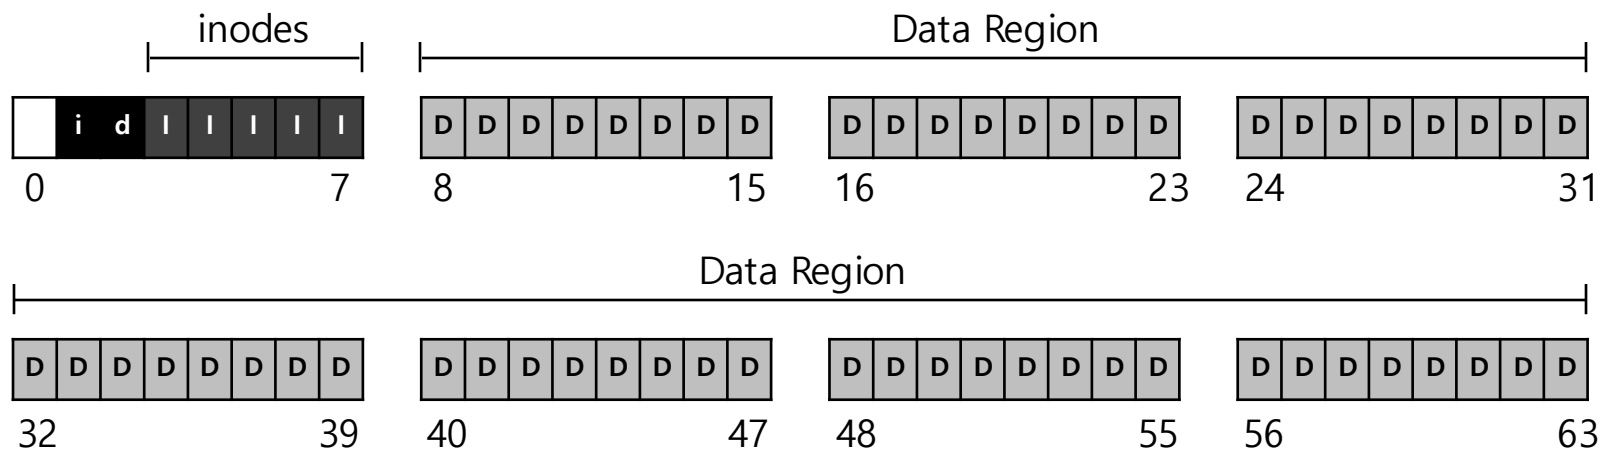 inodes Data Region
i d I I I I I D D D D D D D D D D D D D D D D D D D D D D D D
0 7 8 15 16 23 24 31
Data Region
D D D D D D D D D D D D D D D D D D D D D D D D D D D D D D D D
32 39 40 47 48 55 56 63